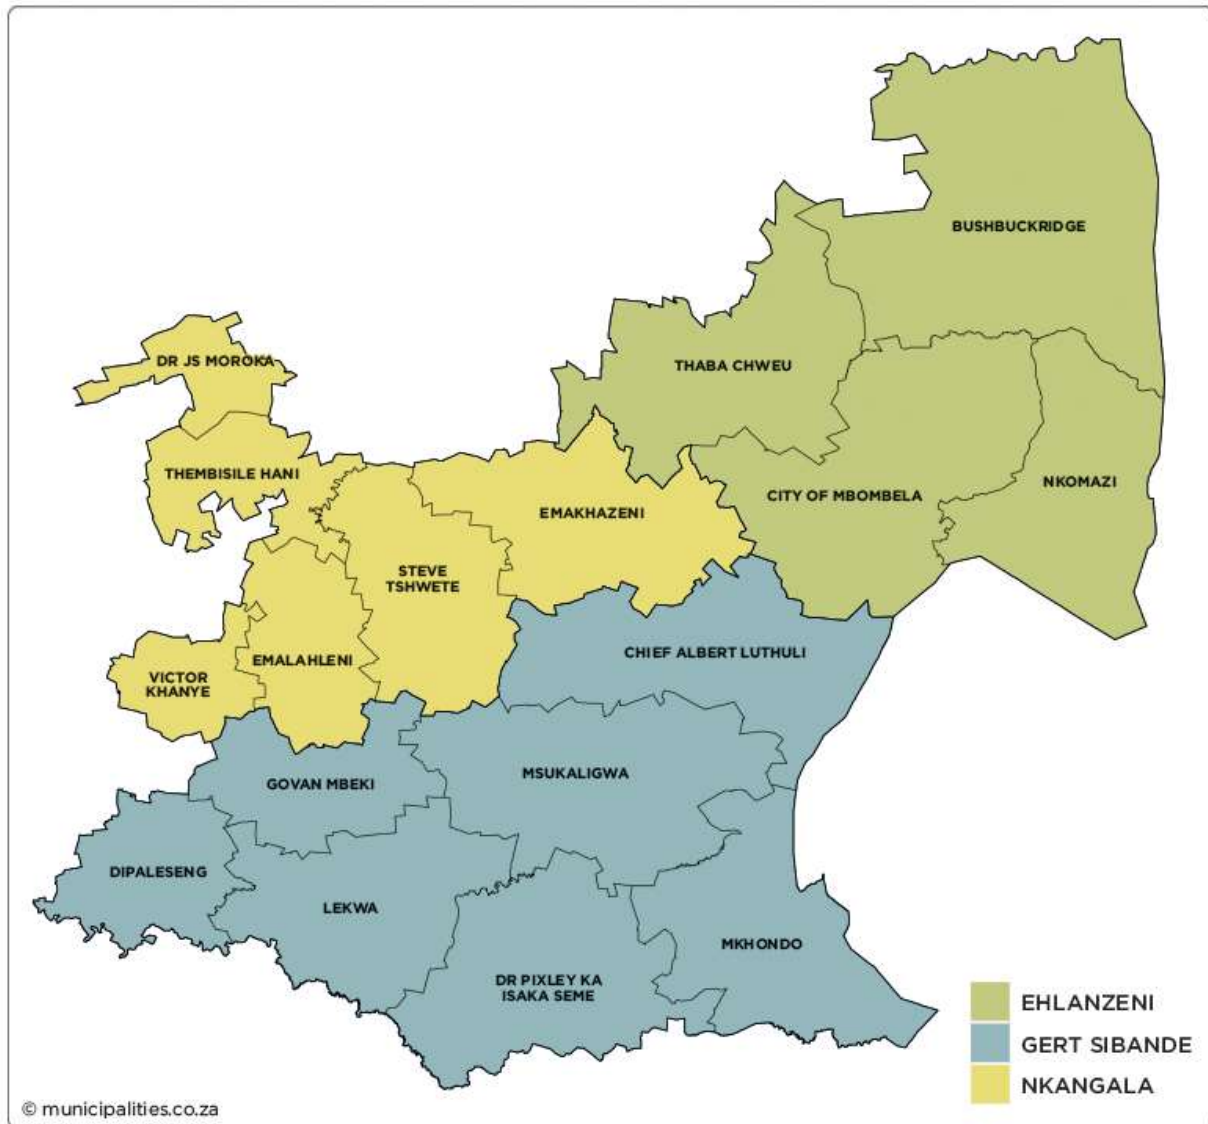 BUSHBUCKRIDGE
DR JS MOROKA
THABA CHWEU
THEMBISILE HANI
NKOMAZI
CITY OF MBOMBELA
EMAKHAZENI
STEVE
TSHWETE
CHIEF ALBERT LUTHULI
EMALAHLENI
VICTOR
KHANYE
MSUKALIGWA
GOVAN MBEKI
DIPALESENG
LEKWA
MKHONDO
DR PIXLEY KA
ISAKA SEME
EHLANZENI
GERT SIBANDE
NKANGALA
© municipalities.co.za